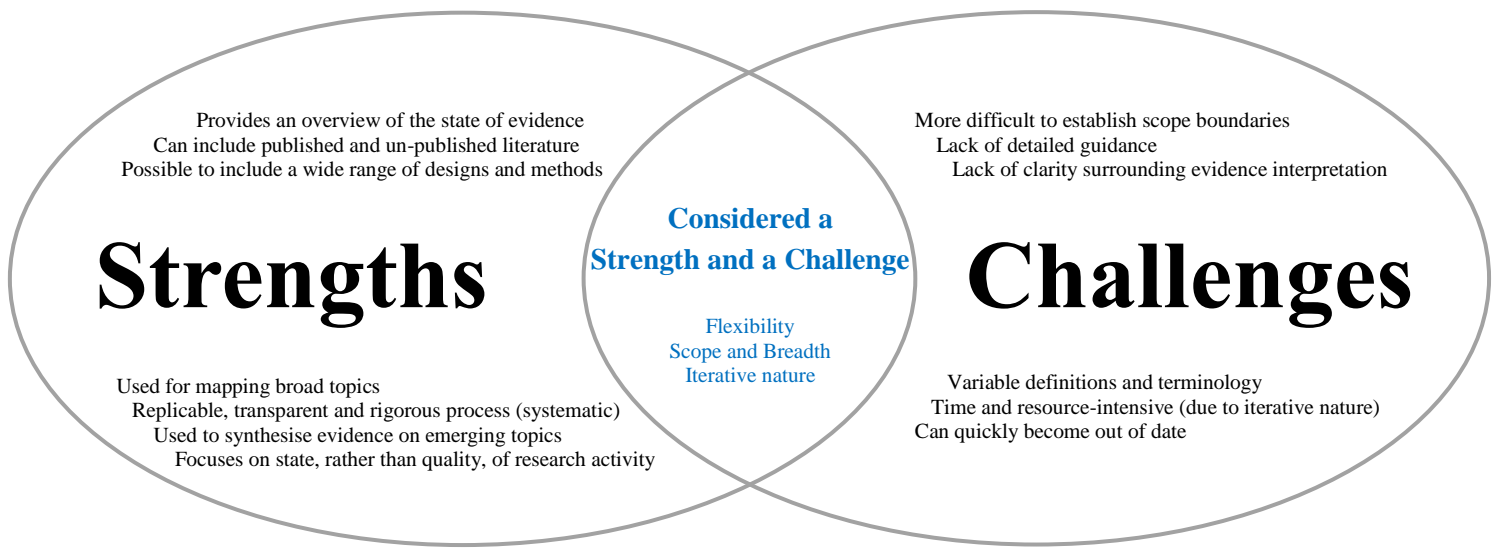 Provides an overview of the state of evidence
Can include published and un-published literature
Possible to include a wide range of designs and methods
Strengths
Used for mapping broad topics
Replicable, transparent and rigorous process (systematic)
Used to synthesise evidence on emerging topics
Focuses on state, rather than quality, of research activity
Considered a
Strength and a Challenge
Flexibility
Scope and Breadth
Iterative nature
More difficult to establish scope boundaries
Lack of detailed guidance
Lack of clarity surrounding evidence interpretation
Challenges
Variable definitions and terminology
Time and resource-intensive (due to iterative nature)
Can quickly become out of date